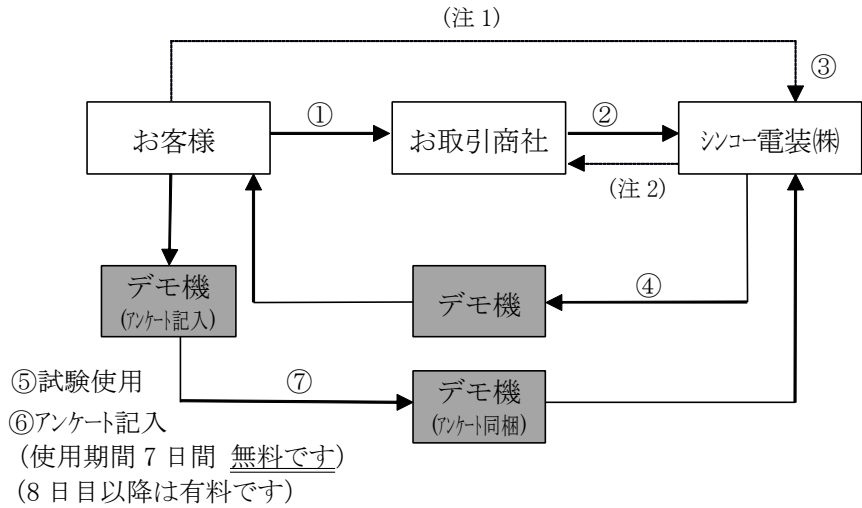 (注1)
③
①
②
お客様
お取引商社
シンコー電装㈱
(注2)
デモ機
(アンケート記入)
デモ機
④
⑤試験使用
⑦
デモ機
(アンケート同梱)
⑥アンケート記入
(使用期間7日間 無料です)
(8日目以降は有料です)